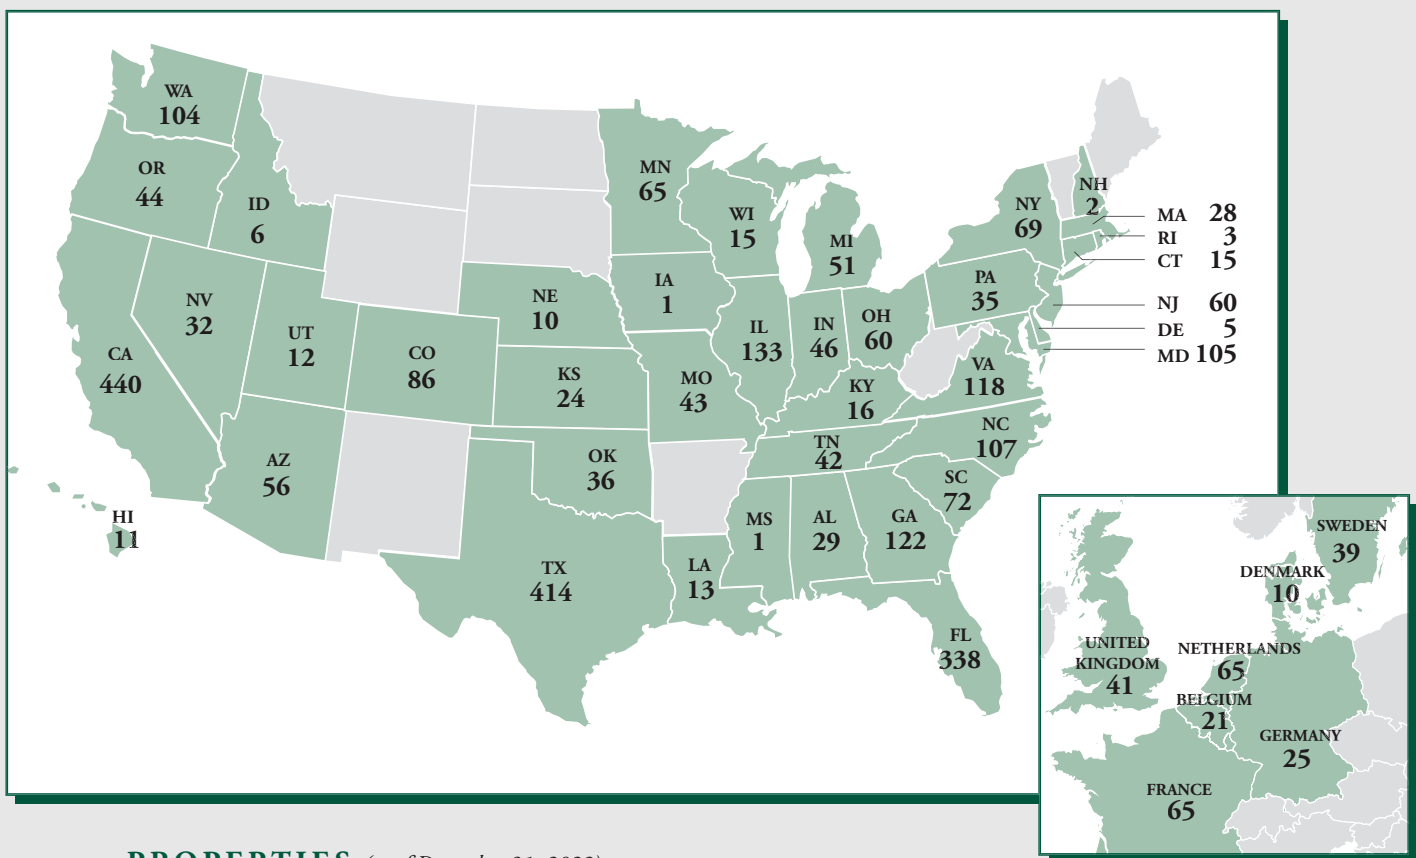 WA
104
OR
44
ID
6
NV
32
CA
440
UT
12
AZ
56
CO
86
HI
11
NE
10
KS
24
OK
36
TX
414
MN
65
IA
1
MO
43
LA
13
WI
15
IL
133
MI
51
IN
46
OH
60
KY
16
TN
42
MS
1
AL
29
GA
122
FL
338
SC
72
NC
107
VA
118
PA
35
NY
69
NH
2
MA 28
RI 3
CT 15
NJ 60
DE 5
MD 105
SWEDEN
39
DENMARK
10
UNITED
KINGDOM
41
NETHERLANDS
65
BELGIUM
21
GERMANY
25
FRANCE
65
PROPERTIES